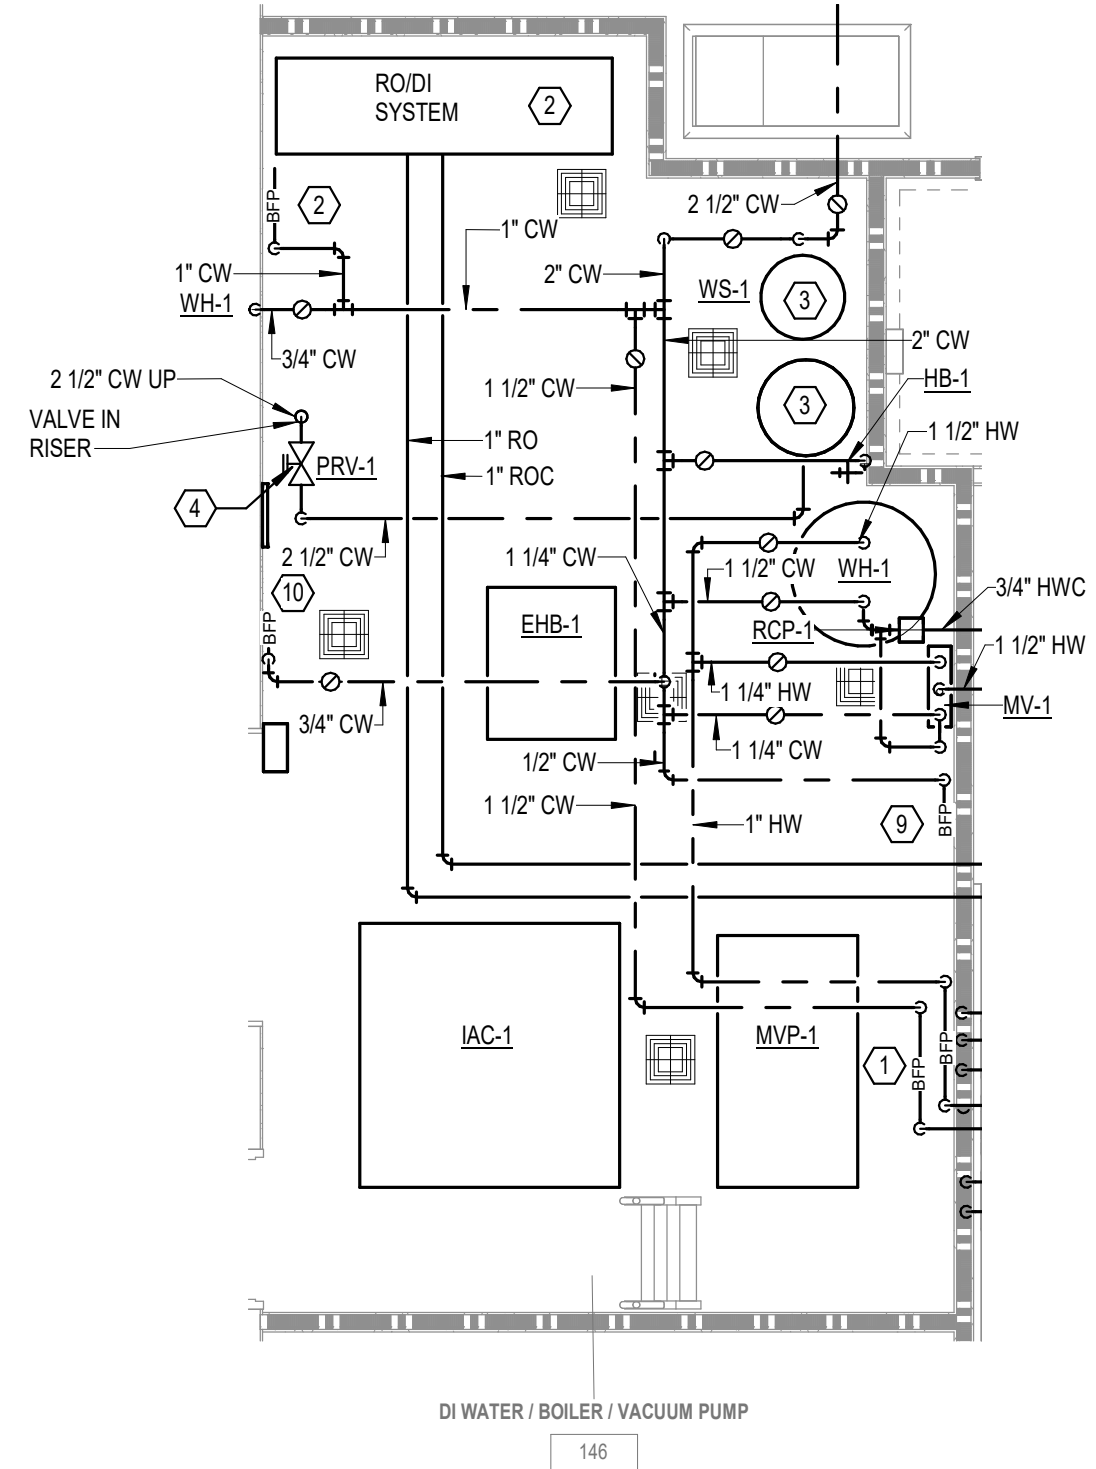 RO/DI
SYSTEM
2
BFP
2
2 1/2" CW
1" CW
1" CW
2" CW
WS-1
3
WH-1
3/4" CW
2" CW
2 1/2" CW UP
1 1/2" CW
HB-1
3
VALVE IN
RISER
1 1/2" HW
1" RO
PRV-1
1" ROC
4
2 1/2" CW
1 1/4" CW
1 1/2" CW
WH-1
10
3/4" HWC
BFP
EHB-1
RCP-1
1 1/2" HW
1 1/4" HW
MV-1
3/4" CW
1 1/4" CW
1/2" CW
1 1/2" CW
1" HW
9
BFP
IAC-1
MVP-1
1
BFP
BFP
DI WATER / BOILER / VACUUM PUMP
146